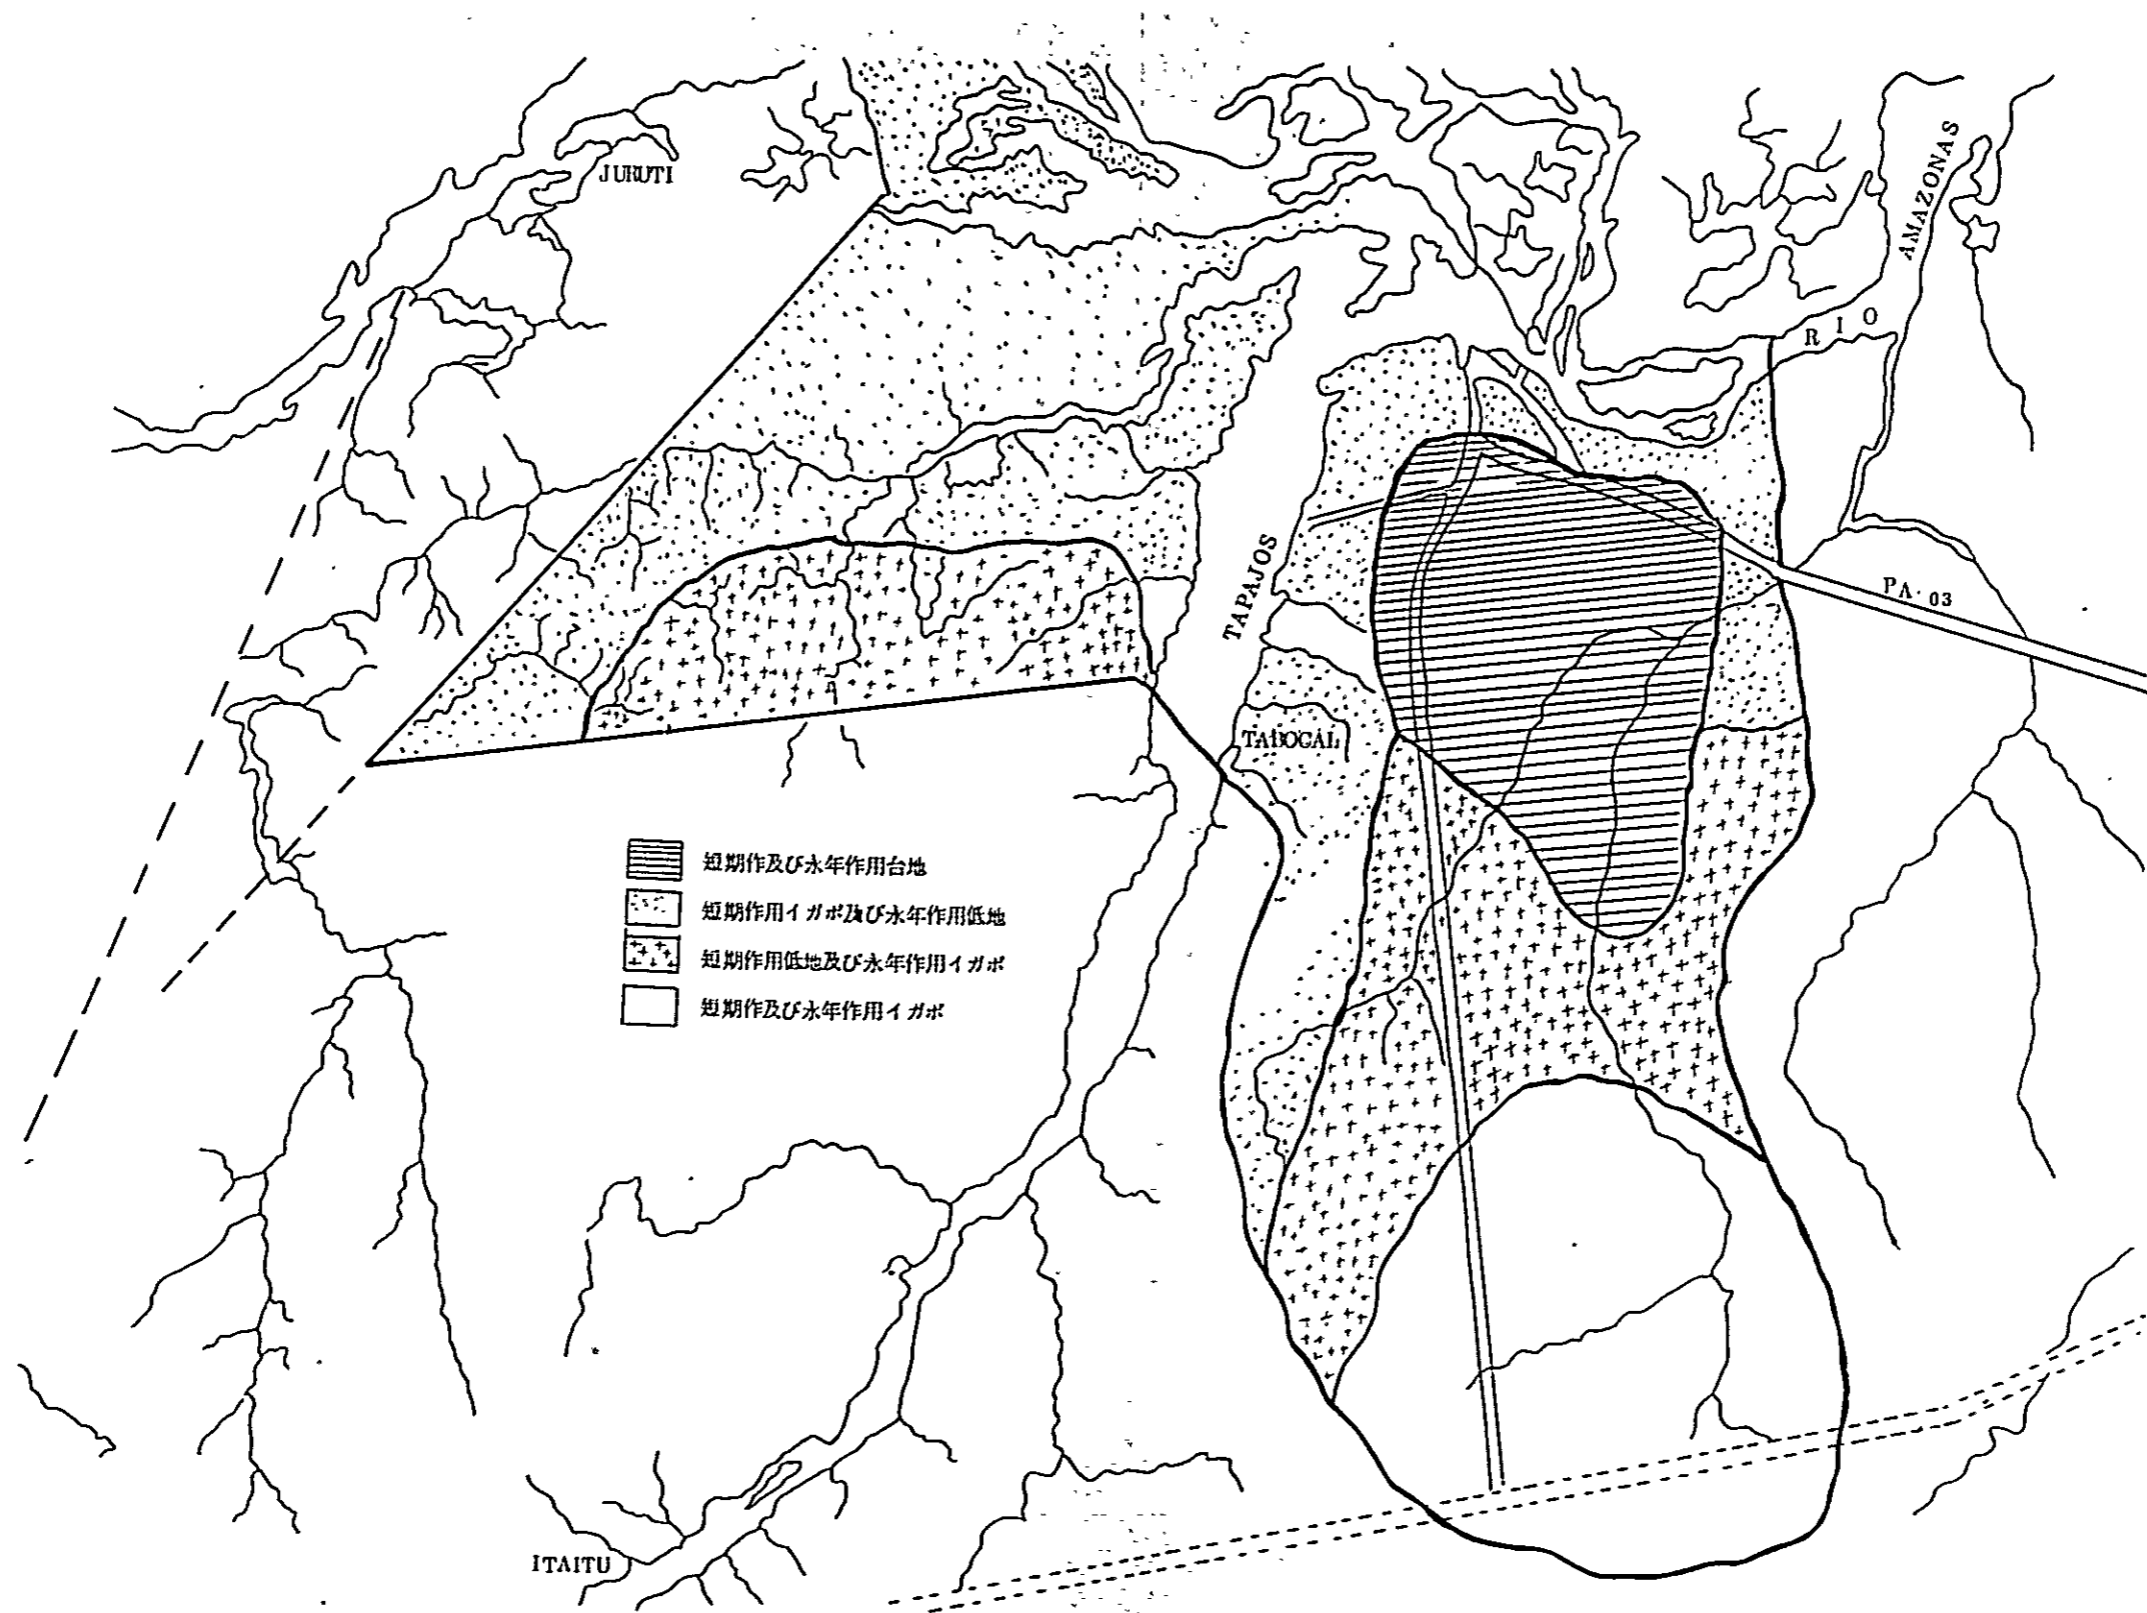 JURUTI
AMAZONAS
RIO
TAPAJOS
PA・03
TABOCAL
短期作及び永年作用台地
短期作用イガポ及び永年作用低地
短期作用低地及び永年作用イガポ
短期作及び永年作用イガポ
ITAITU